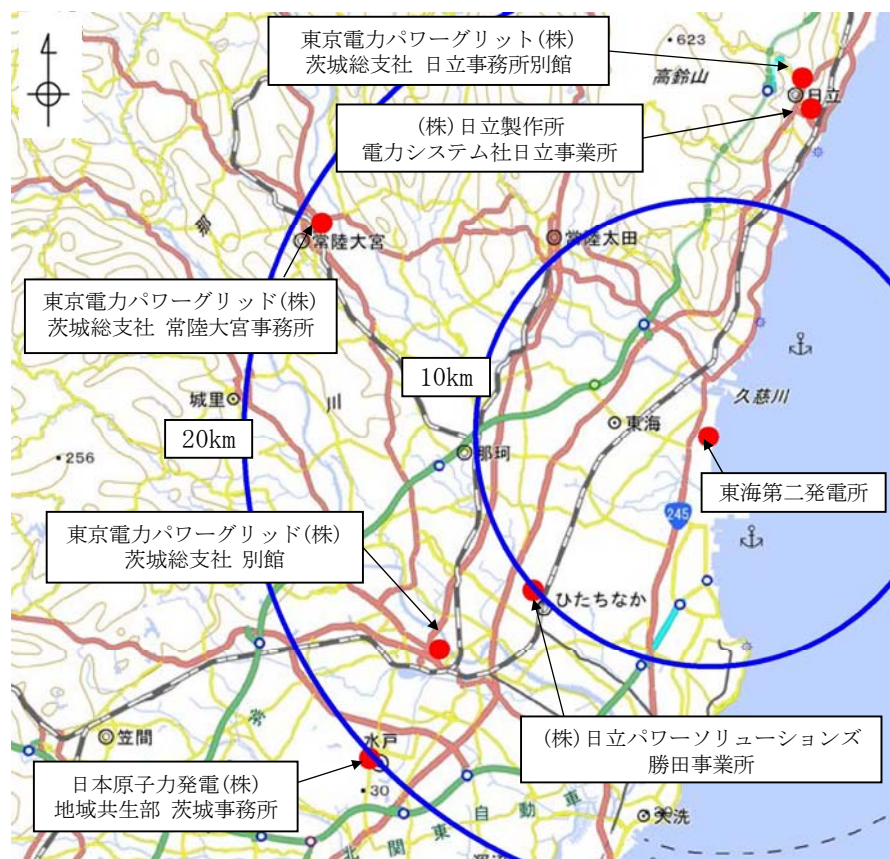 東京電力パワーグリット(株)
茨城総支社 日立事務所別館
・623
高鈴山
日立
(株)日立製作所
電力システム社日立事業所
那
常陸大宮
常陸太田
東京電力パワーグリッド(株)
茨城総支社 常陸大宮事務所
10km
久慈川
城里
川
東海
20km
那珂
・256
東海第二発電所
245
東京電力パワーグリッド(株)
茨城総支社 別館
ひたちなか
常
笠間
水戸
(株)日立パワーソリューションズ
勝田事業所
日本原子力発電(株)
地域共生部 茨城事務所
・30
北関東自動車
大洗